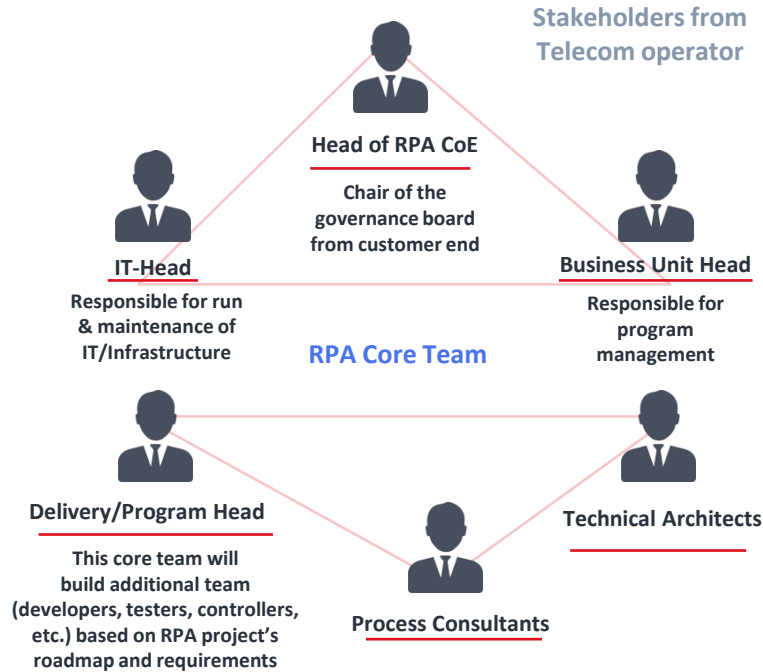 Stakeholders from
Telecom operator
Head of RPA CoE
Chair of the
governance board
from customer end
IT-Head
Responsible for run
& maintenance of
IT/Infrastructure
Business Unit Head
Responsible for
program
management
RPA Core Team
Delivery/Program Head
This core team will
build additional team
(developers, testers, controllers,
etc.) based on RPA project’s
roadmap and requirements
Process Consultants
Technical Architects